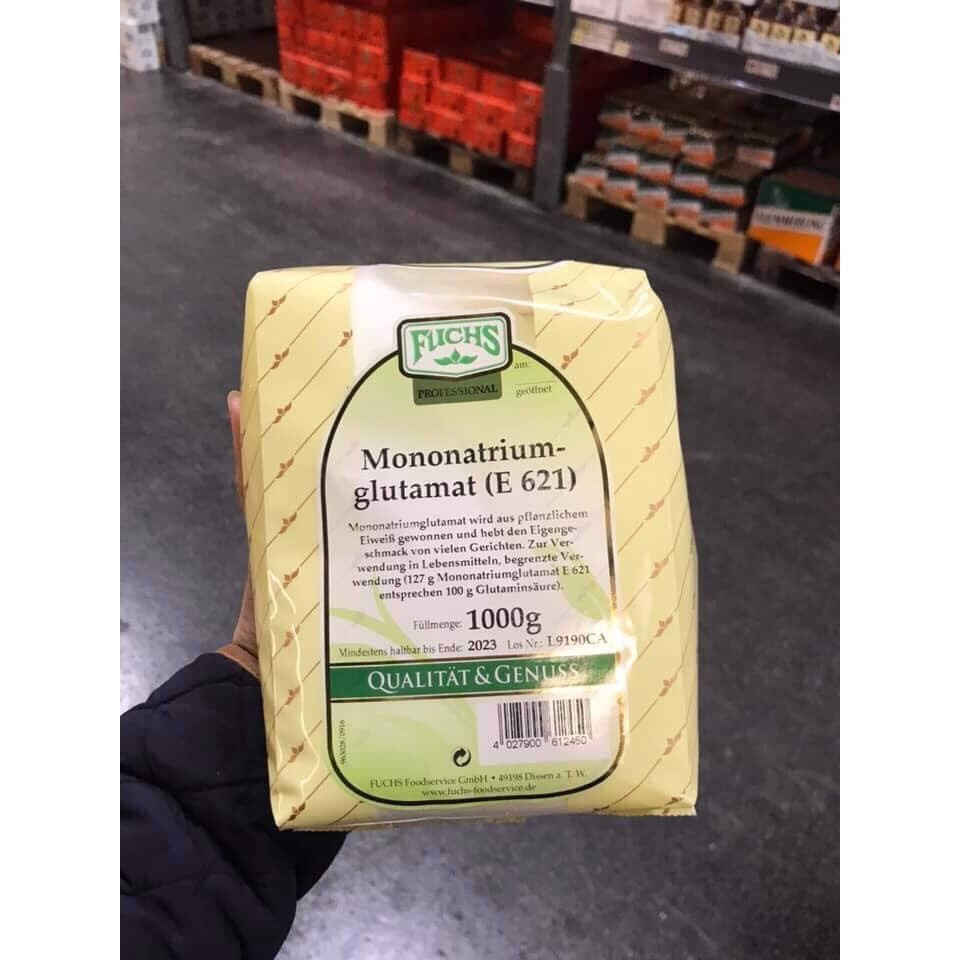 FUCHS
PROFESSIONAL
am:
geöffnet
Mononatrium-
glutamat (E 621)
Mononatriumglutamat wird aus pflanzlichem
Eiweiß gewonnen und hebt den Eigenge-
schmack von vielen Gerichten. Zur Ver-
wendung in Lebensmitteln, begrenzte Ver-
wendung (127 g Mononatriumglutamat E 621
entsprechen 100 g Glutaminsäure).
Füllmenge: 1000g
Mindestens haltbar bis Ende: 2023 Los Nr.: L9190CA
QUALITÄT & GENUSS
4 027900 612450
963028/0916
FUCHS Foodservice GmbH • 49198 Dissen a. T. W.
www.fuchs-foodservice.de